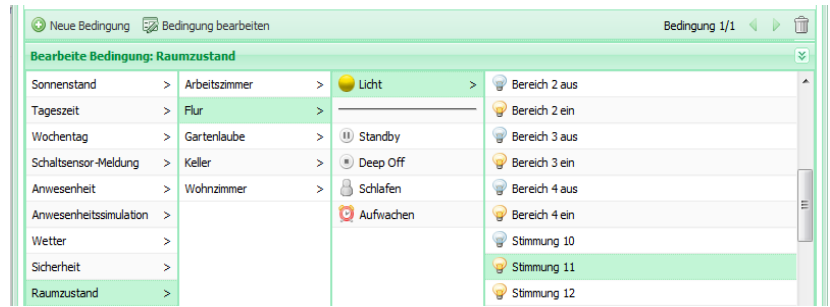 Neue Bedingung Bedingung bearbeiten Bedingung 1/1
Bearbeite Bedingung: Raumzustand
Sonnenstand > Arbeitszimmer > Licht > Bereich 2 aus
Tageszeit > Flur > Bereich 2 ein
Wochentag > Gartenlaube > Standby Bereich 3 aus
Schaltsensor-Meldung > Keller > Deep Off Bereich 3 ein
Anwesenheit > Wohnzimmer > Schlafen Bereich 4 aus
Anwesenheitssimulation > Aufwachen Bereich 4 ein
Wetter > Stimmung 10
Sicherheit > Stimmung 11
Raumzustand > Stimmung 12